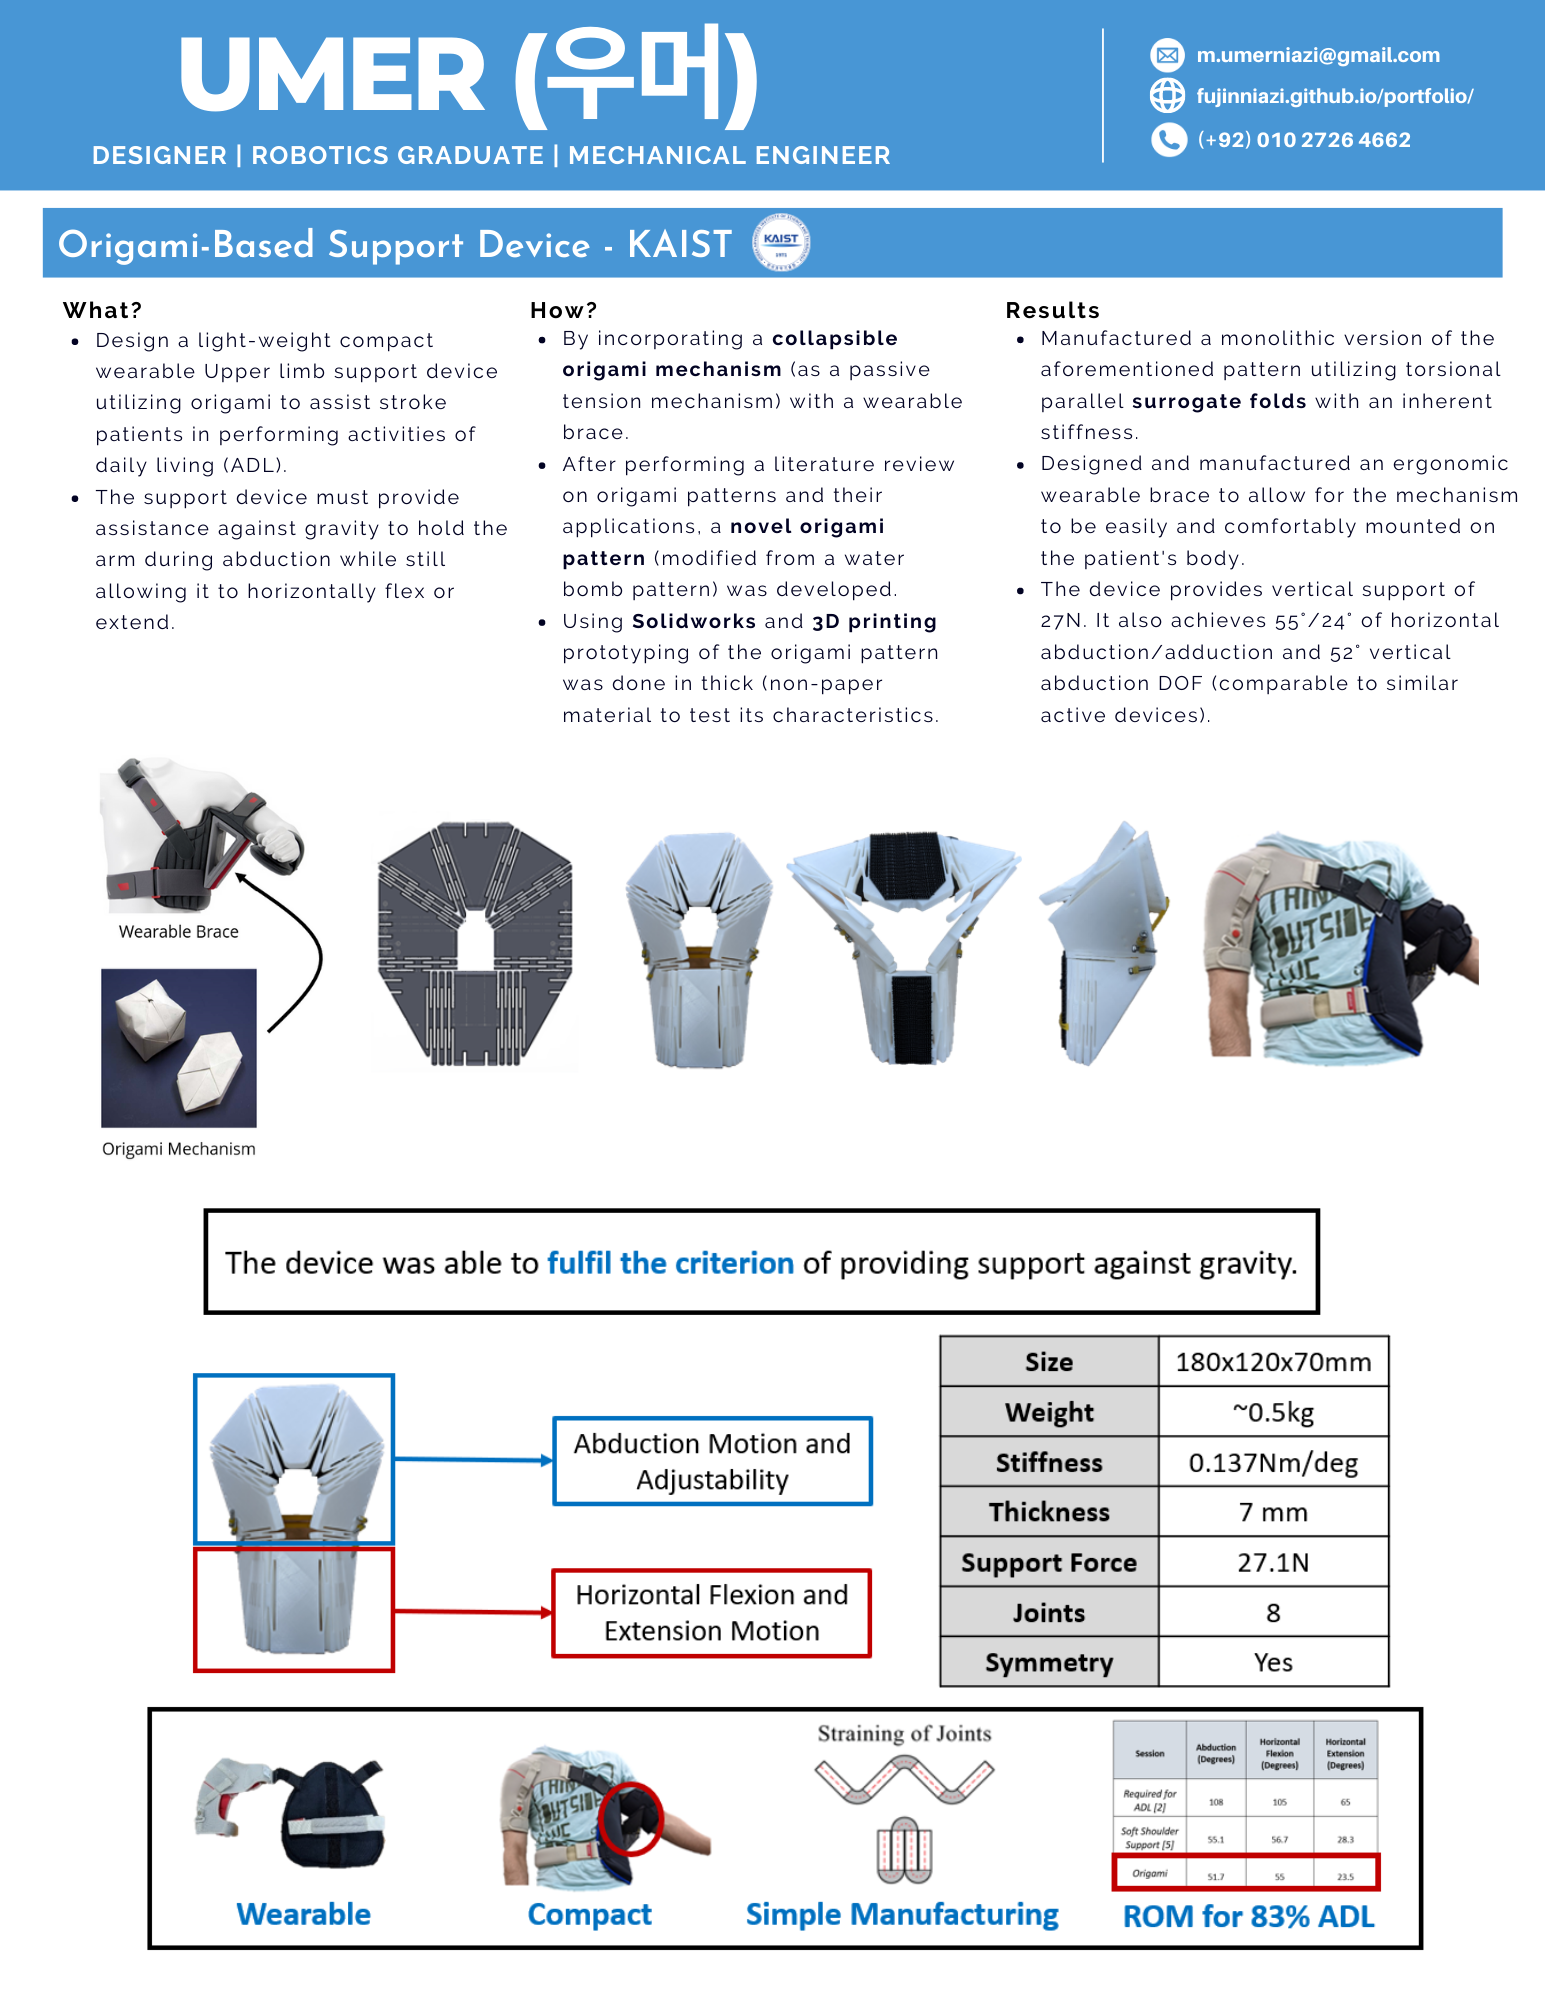 UMER (우머)
DESIGNER | ROBOTICS GRADUATE | MECHANICAL ENGINEER
m.umerniazi@gmail.com
fujinniazi.github.io/portfolio/
(+92) 010 2726 4662
Origami-Based Support Device - KAIST
KAIST
1971
What?
Design a light-weight compact
wearable Upper limb support device
utilizing origami to assist stroke
patients in performing activities of
daily living (ADL).
The support device must provide
assistance against gravity to hold the
arm during abduction while still
allowing it to horizontally flex or
extend.
How?
By incorporating a collapsible
origami mechanism (as a passive
tension mechanism) with a wearable
brace.
After performing a literature review
on origami patterns and their
applications, a novel origami
pattern (modified from a water
bomb pattern) was developed.
Using Solidworks and 3D printing
prototyping of the origami pattern
was done in thick (non-paper
material to test its characteristics.
Results
Manufactured a monolithic version of the
aforementioned pattern utilizing torsional
parallel surrogate folds with an inherent
stiffness.
Designed and manufactured an ergonomic
wearable brace to allow for the mechanism
to be easily and comfortably mounted on
the patient's body.
The device provides vertical support of
27N. It also achieves 55°/24° of horizontal
abduction/adduction and 52° vertical
abduction DOF (comparable to similar
active devices).
Wearable Brace
Origami Mechanism
THIN
OUTSIDE
The device was able to fulfil the criterion of providing support against gravity.
Abduction Motion and
Adjustability
Horizontal Flexion and
Extension Motion
Size 180x120x70mm
Weight ~0.5kg
Stiffness 0.137Nm/deg
Thickness 7 mm
Support Force 27.1N
Joints 8
Symmetry Yes
Straining of Joints
Session Abduction (Degrees) Horizontal Flexion (Degrees) Horizontal Extension (Degrees)
Required for ADL [2] 108 105 65
Soft Shoulder Support [5] 55.1 56.7 28.3
Origami 51.7 55 23.5
Wearable
Compact
Simple Manufacturing
ROM for 83% ADL